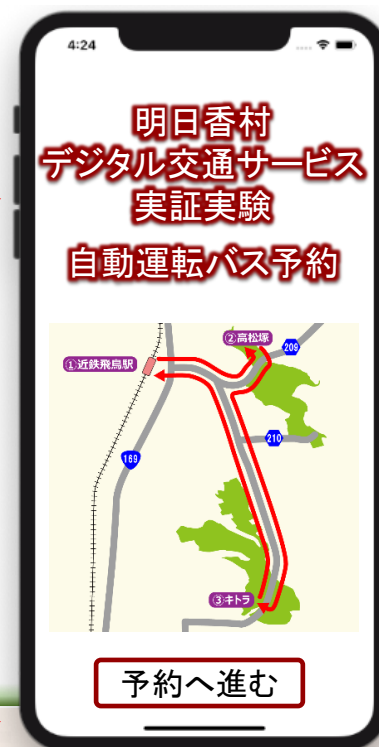 4:24
明日香村
デジタル交通サービス
実証実験
自動運転バス予約
②高松塚
209
①近鉄飛鳥駅
210
169
③キトラ
予約へ進む